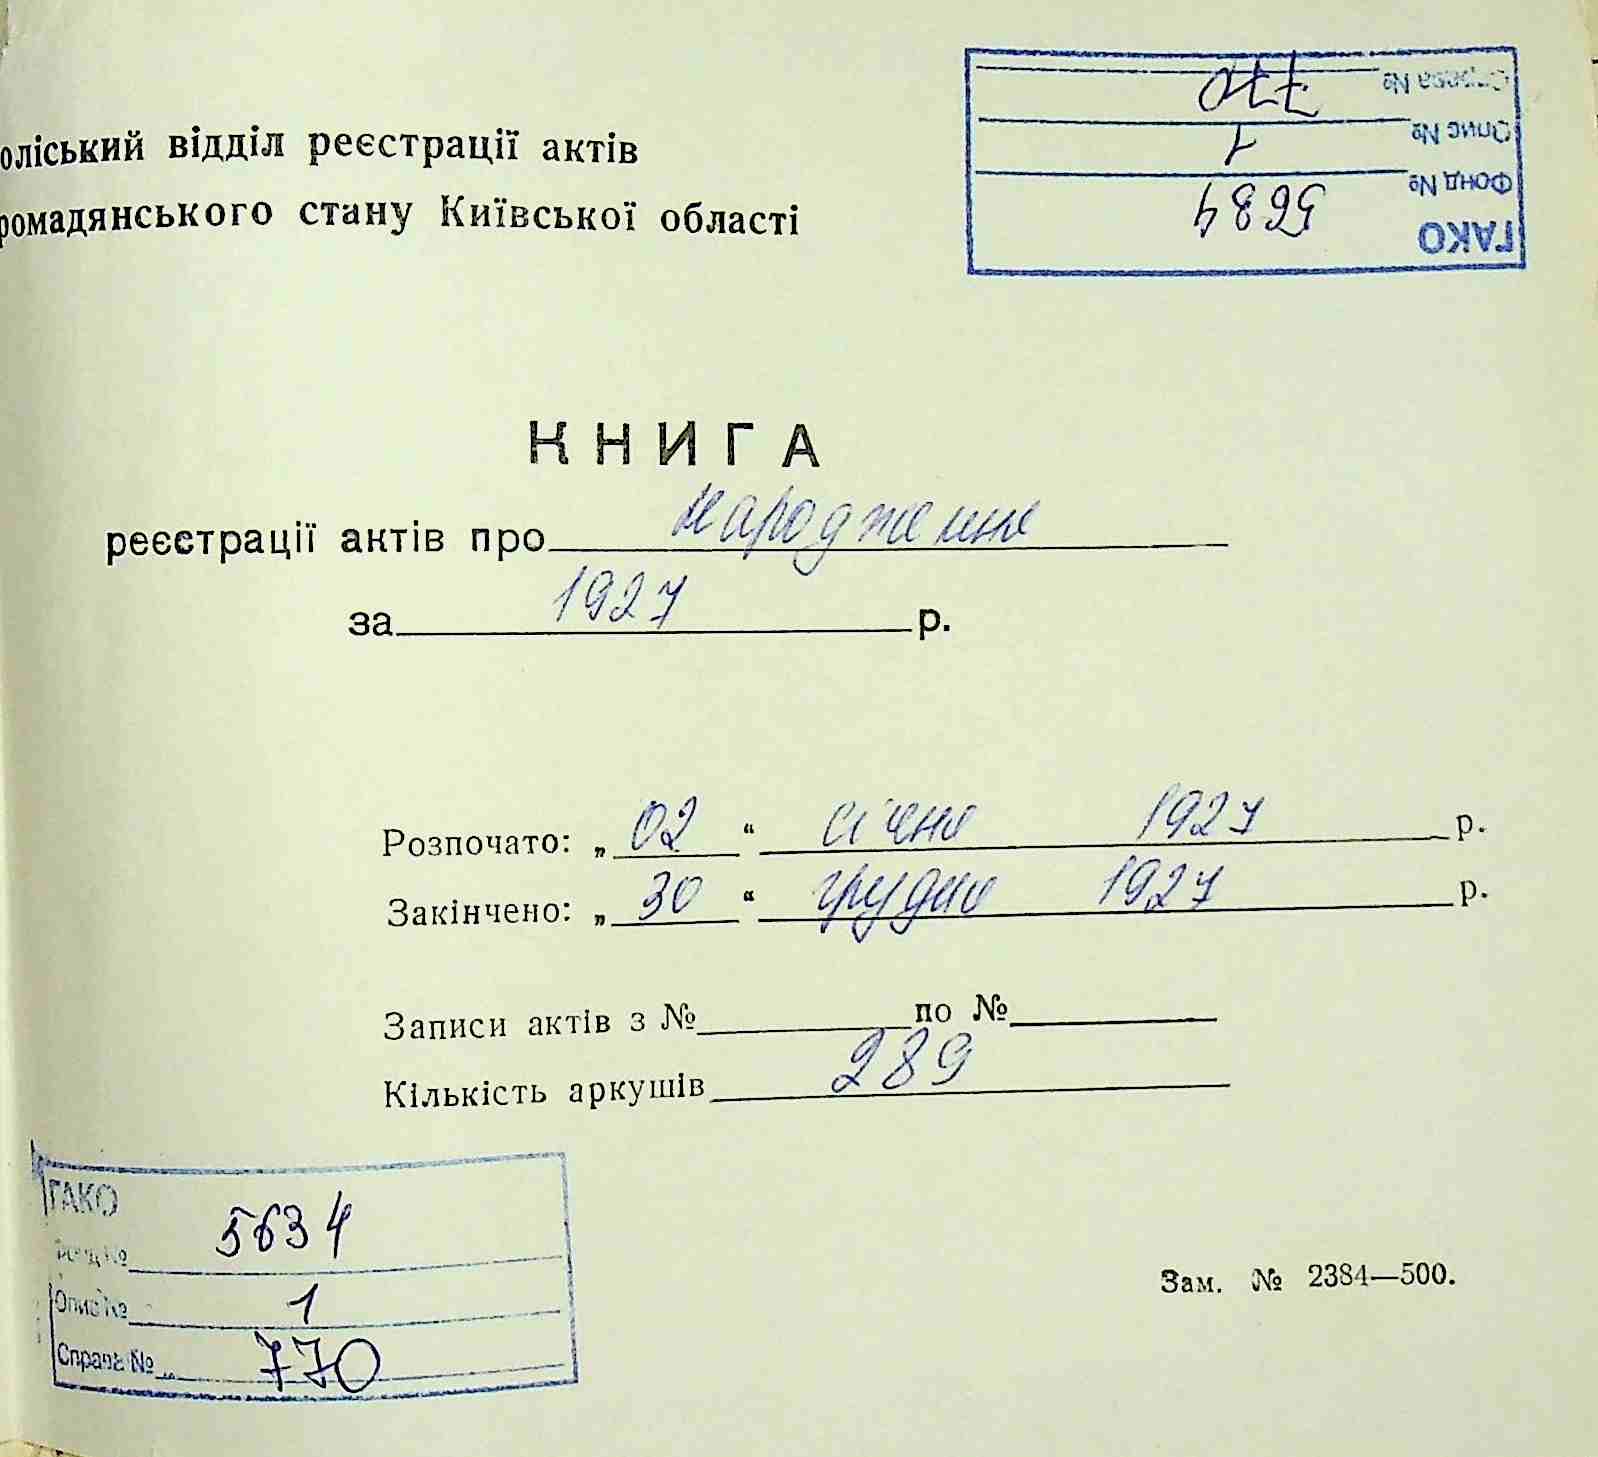 оліський відділ реєстрації актів
ромадянського стану Київської області
ГАКО
Фонд № 5634
Опис № 1
Справа № 770
КНИГА
реєстрації актів про народження
за 1927 р.
Розпочато: „ 02 “ січня 1927 р.
Закінчено: „ 30 “ грудня 1927 р.
Записи актів з № по №
Кількість аркушів 289
ГАКО
Фонд № 5634
Опис № 1
Справа № 770
Зам. № 2384—500.